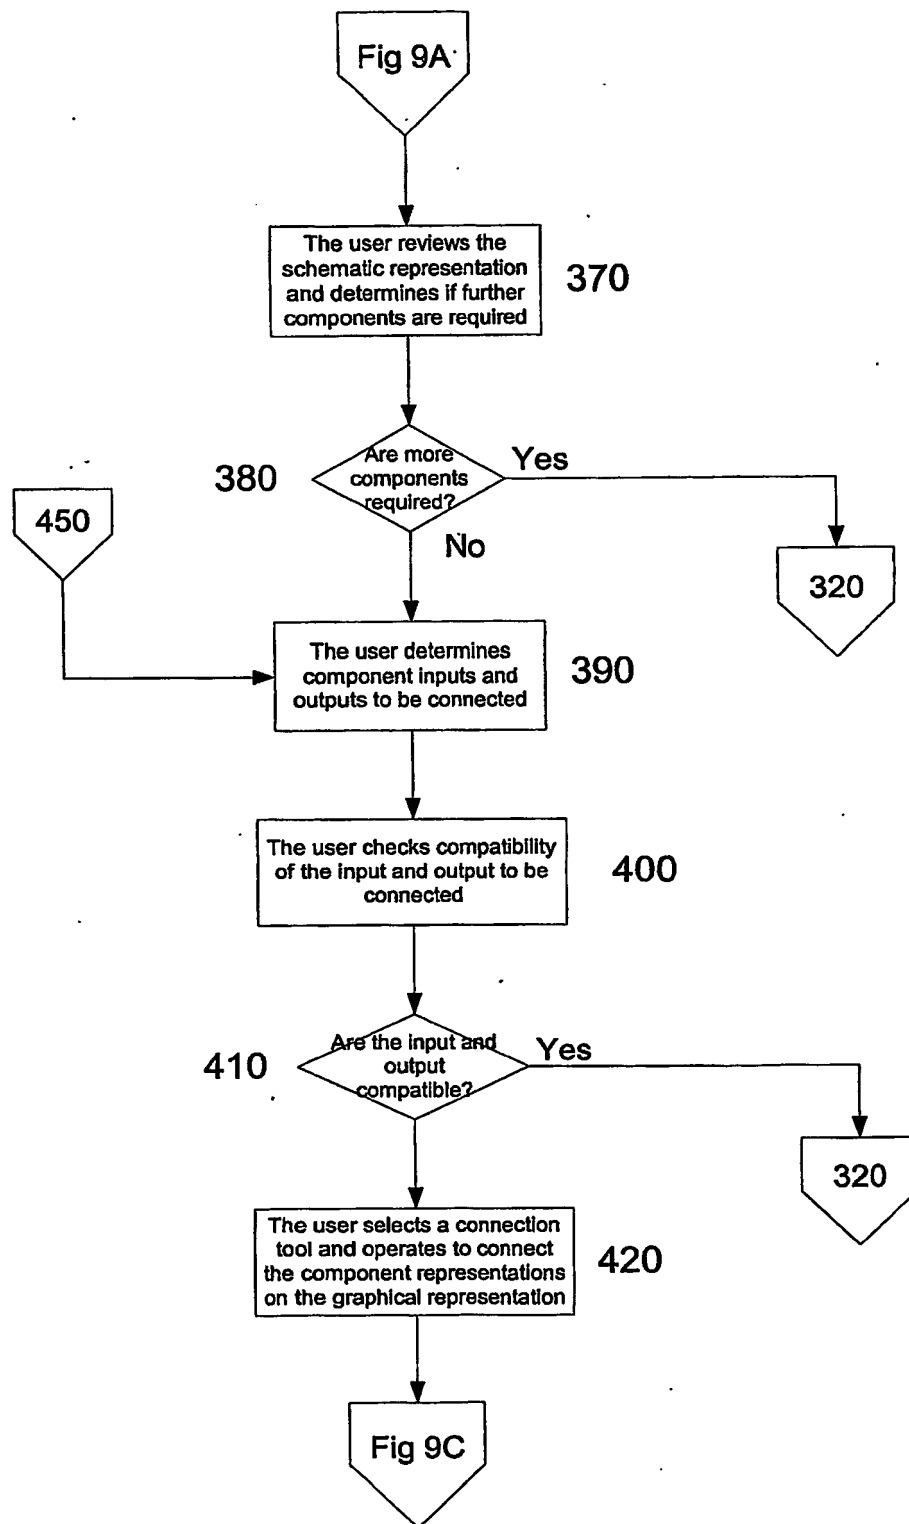 Fig 9A
The user reviews the
schematic representation
and determines if further
components are required
370
380
Are more
components
required?
Yes
No
450
320
The user determines
component inputs and
outputs to be connected
390
The user checks compatibility
of the input and output to be
connected
400
410
Are the input and
output
compatible?
Yes
320
The user selects a connection
tool and operates to connect
the component representations
on the graphical representation
420
Fig 9C